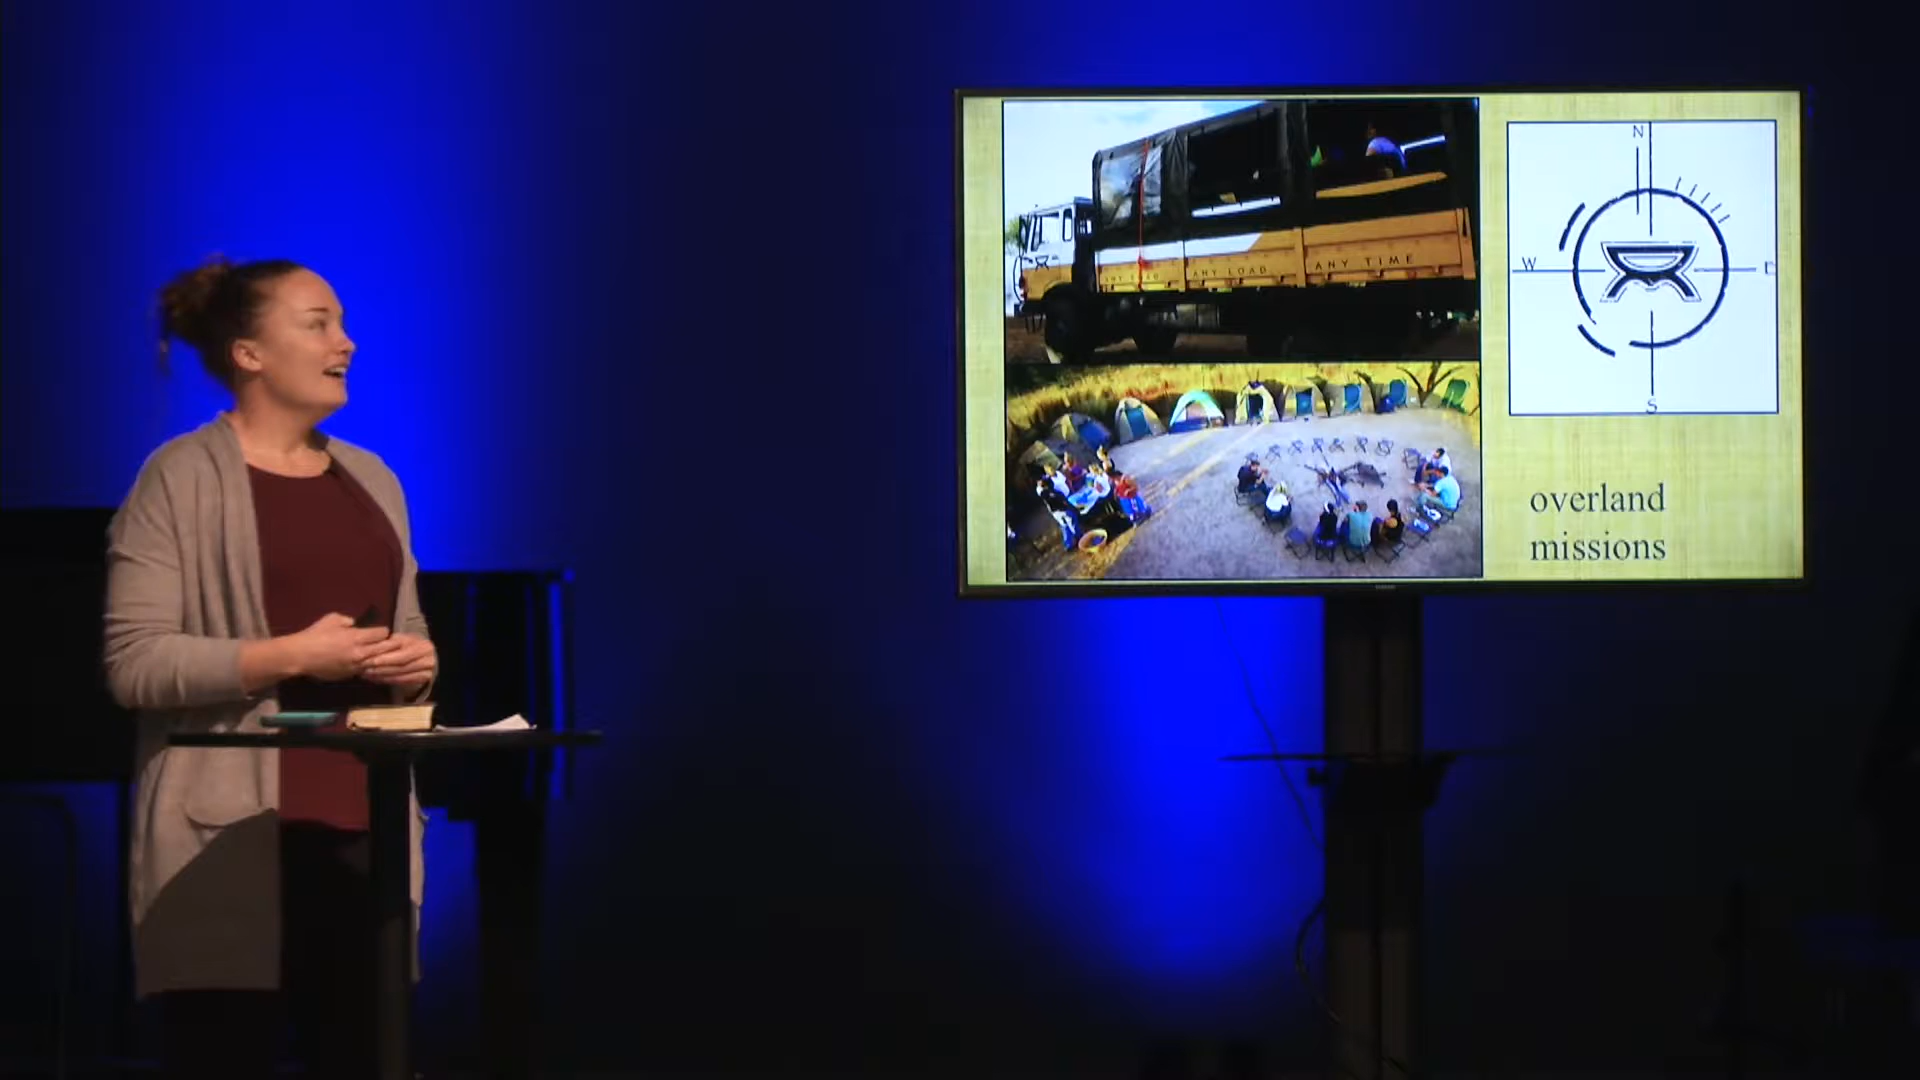 ANY LOAD ANY TIME
N
W E
S
overland
missions